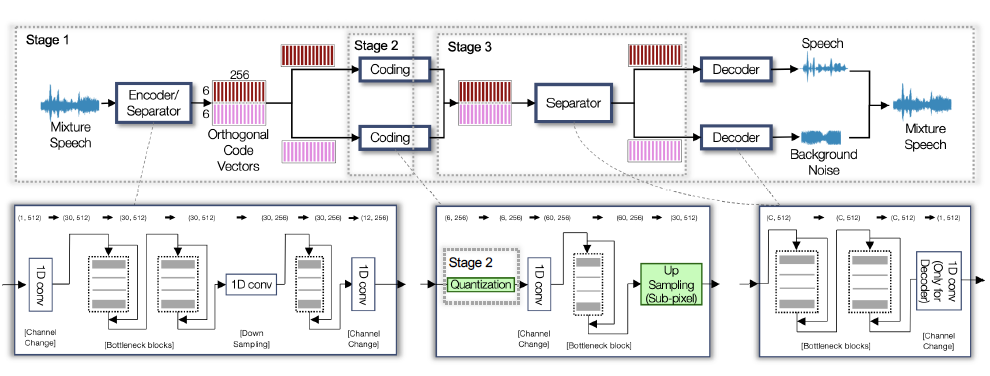 Stage 1
Stage 2
Stage 3
Speech
256
Coding
Decoder
Encoder/
Separator
6
6
Separator
Mixture
Speech
Orthogonal
Code
Vectors
Coding
Decoder
Background
Noise
Mixture
Speech
(1, 512) (30, 512) (30, 512) (30, 256) (30, 256) (12, 256)
1D conv
1D conv
1D conv
[Channel
Change]
[Bottleneck blocks]
[Down
Sampling]
[Channel
Change]
(6, 256) (6, 256) (60, 256) (60, 256) (30, 512)
Stage 2
Quantization
1D conv
Up
Sampling
(Sub-pixel)
[Channel
Change]
[Bottleneck block]
(C, 512) (C, 512) (C, 512) (1, 512)
1D conv
(Only for
Decoder)
[Bottleneck blocks]
[Channel
Change]